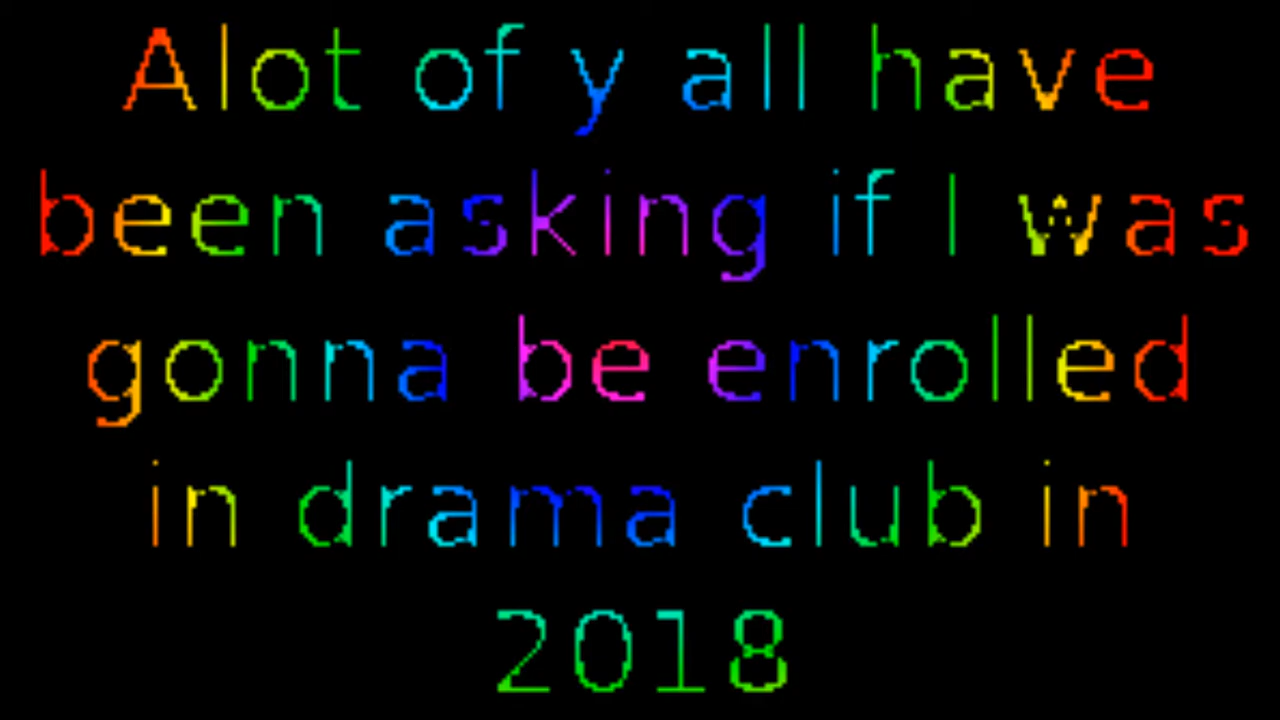 Alot of y all have
been asking if I was
gonna be enrolled
in drama club in
2018